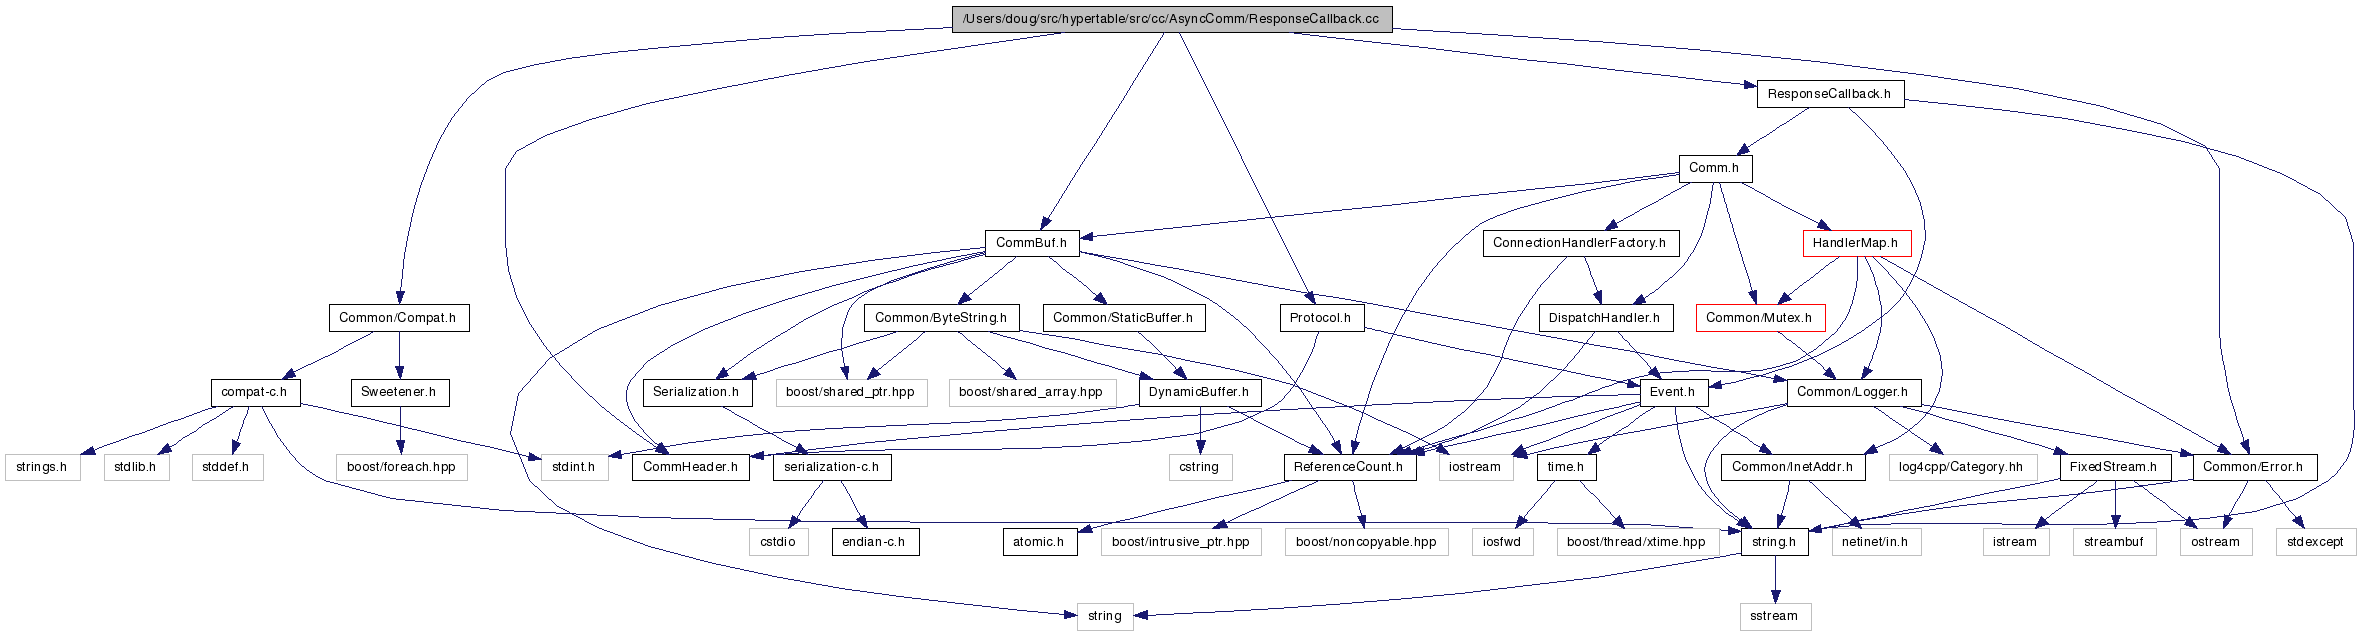 /Users/doug/src/hypertable/src/cc/AsyncComm/ResponseCallback.cc
ResponseCallback.h
Comm.h
CommBuf.h
ConnectionHandlerFactory.h
HandlerMap.h
Common/Compat.h
Common/ByteString.h
Common/StaticBuffer.h
Protocol.h
DispatchHandler.h
Common/Mutex.h
compat-c.h
Sweetener.h
Serialization.h
boost/shared_ptr.hpp
boost/shared_array.hpp
DynamicBuffer.h
Event.h
Common/Logger.h
strings.h
stdlib.h
stddef.h
boost/foreach.hpp
stdint.h
CommHeader.h
serialization-c.h
cstring
ReferenceCount.h
iostream
time.h
Common/InetAddr.h
log4cpp/Category.hh
FixedStream.h
Common/Error.h
cstdio
endian-c.h
atomic.h
boost/intrusive_ptr.hpp
boost/noncopyable.hpp
iosfwd
boost/thread/xtime.hpp
string.h
netinet/in.h
istream
streambuf
ostream
stdexcept
string
sstream